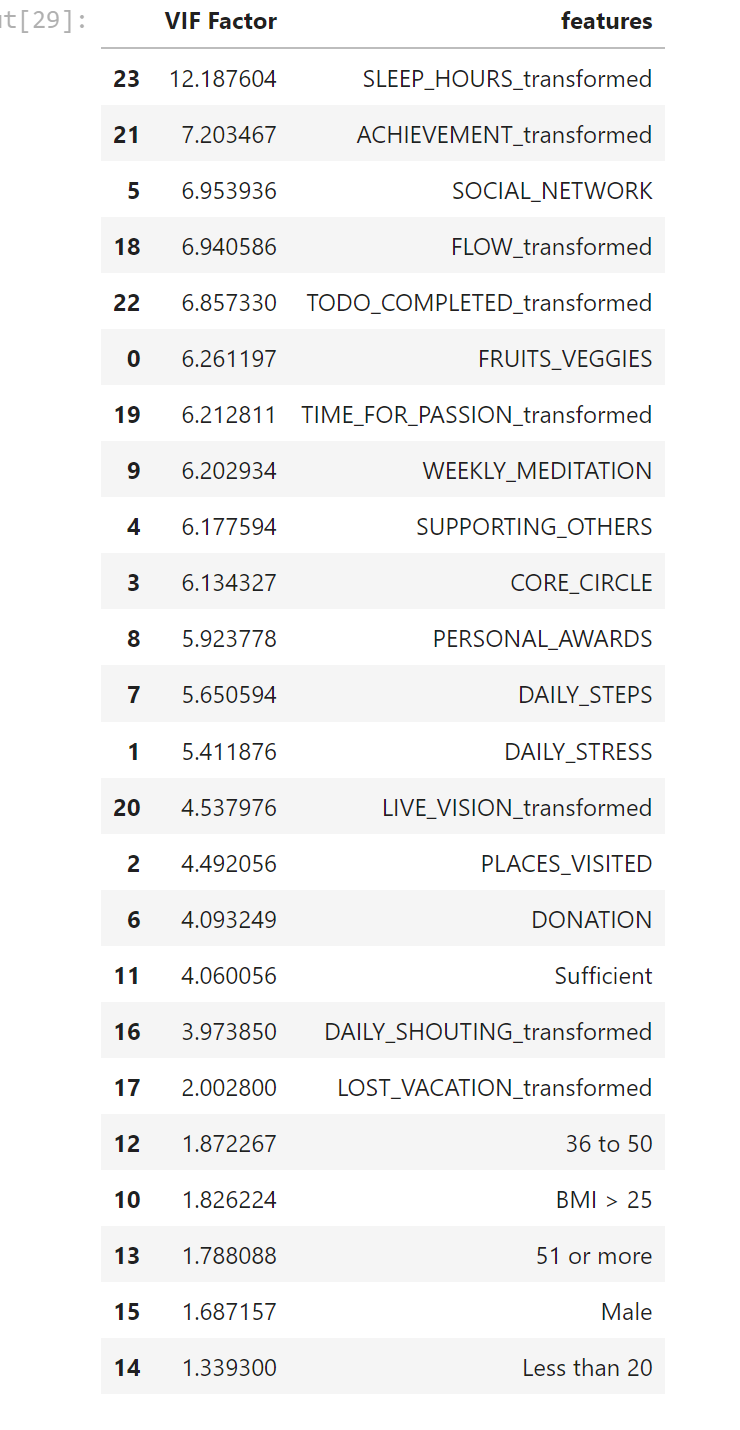 ut[29]:
VIF Factor features
23 12.187604 SLEEP_HOURS_transformed
21 7.203467 ACHIEVEMENT_transformed
5 6.953936 SOCIAL_NETWORK
18 6.940586 FLOW_transformed
22 6.857330 TODO_COMPLETED_transformed
0 6.261197 FRUITS_VEGGIES
19 6.212811 TIME_FOR_PASSION_transformed
9 6.202934 WEEKLY_MEDITATION
4 6.177594 SUPPORTING_OTHERS
3 6.134327 CORE_CIRCLE
8 5.923778 PERSONAL_AWARDS
7 5.650594 DAILY_STEPS
1 5.411876 DAILY_STRESS
20 4.537976 LIVE_VISION_transformed
2 4.492056 PLACES_VISITED
6 4.093249 DONATION
11 4.060056 Sufficient
16 3.973850 DAILY_SHOUTING_transformed
17 2.002800 LOST_VACATION_transformed
12 1.872267 36 to 50
10 1.826224 BMI > 25
13 1.788088 51 or more
15 1.687157 Male
14 1.339300 Less than 20